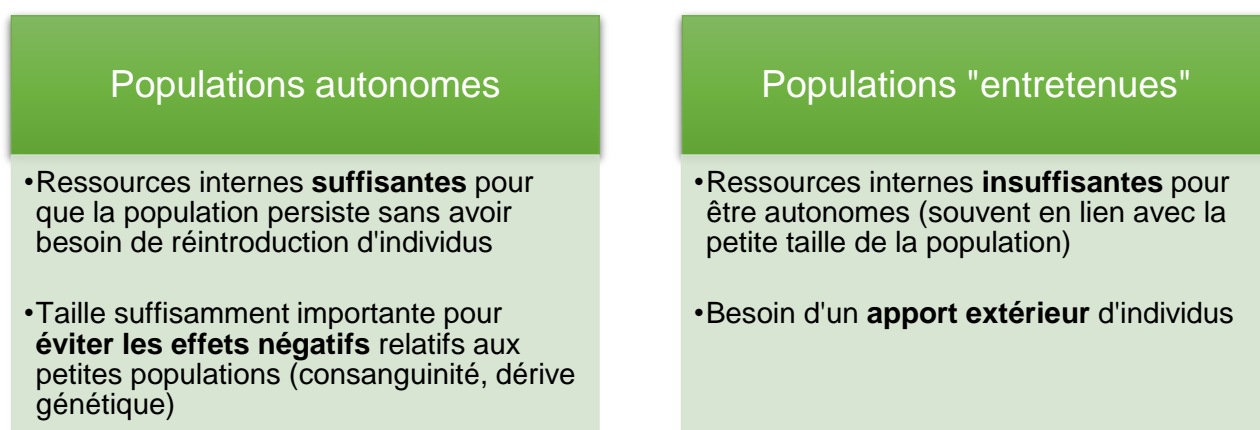 Populations autonomes
•Ressources internes suffisantes pour
que la population persiste sans avoir
besoin de réintroduction d'individus
•Taille suffisamment importante pour
éviter les effets négatifs relatifs aux
petites populations (consanguinité, dérive
génétique)
Populations "entretenues"
•Ressources internes insuffisantes pour
être autonomes (souvent en lien avec la
petite taille de la population)
•Besoin d'un apport extérieur d'individus